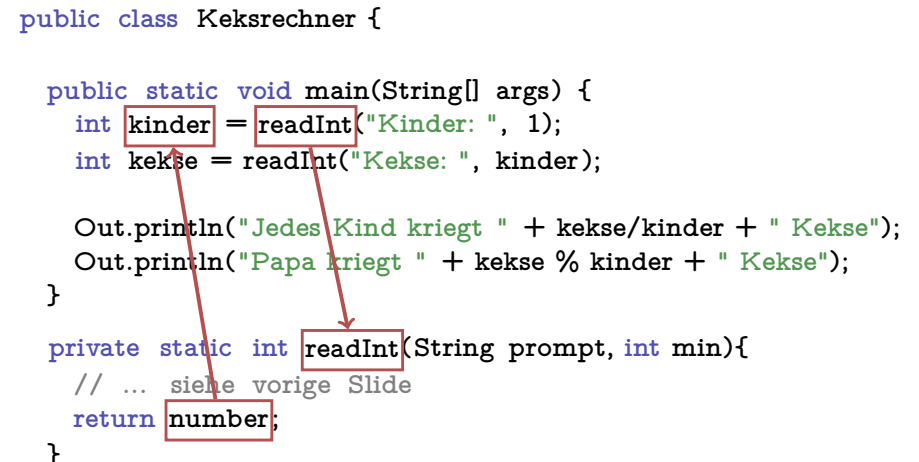 public class Keksrechner {
public static void main(String[] args) {
int kinder = readInt("Kinder: ", 1);
int kekse = readInt("Kekse: ", kinder);
Out.println("Jedes Kind kriegt " + kekse/kinder + " Kekse");
Out.println("Papa kriegt " + kekse % kinder + " Kekse");
}
private static int readInt(String prompt, int min){
// ... siehe vorige Slide
return number;
}